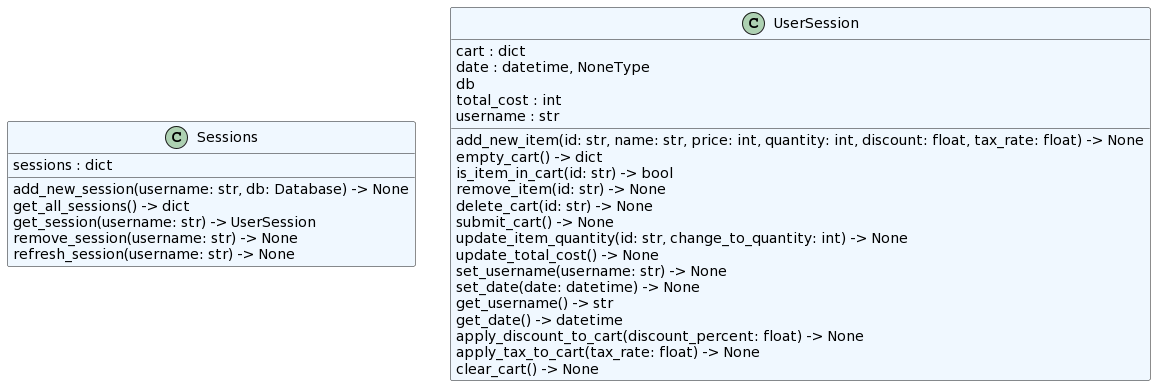 C Sessions
sessions : dict
add_new_session(username: str, db: Database) -> None
get_all_sessions() -> dict
get_session(username: str) -> UserSession
remove_session(username: str) -> None
refresh_session(username: str) -> None
C UserSession
cart : dict
date : datetime, NoneType
db
total_cost : int
username : str
add_new_item(id: str, name: str, price: int, quantity: int, discount: float, tax_rate: float) -> None
empty_cart() -> dict
is_item_in_cart(id: str) -> bool
remove_item(id: str) -> None
delete_cart(id: str) -> None
submit_cart() -> None
update_item_quantity(id: str, change_to_quantity: int) -> None
update_total_cost() -> None
set_username(username: str) -> None
set_date(date: datetime) -> None
get_username() -> str
get_date() -> datetime
apply_discount_to_cart(discount_percent: float) -> None
apply_tax_to_cart(tax_rate: float) -> None
clear_cart() -> None